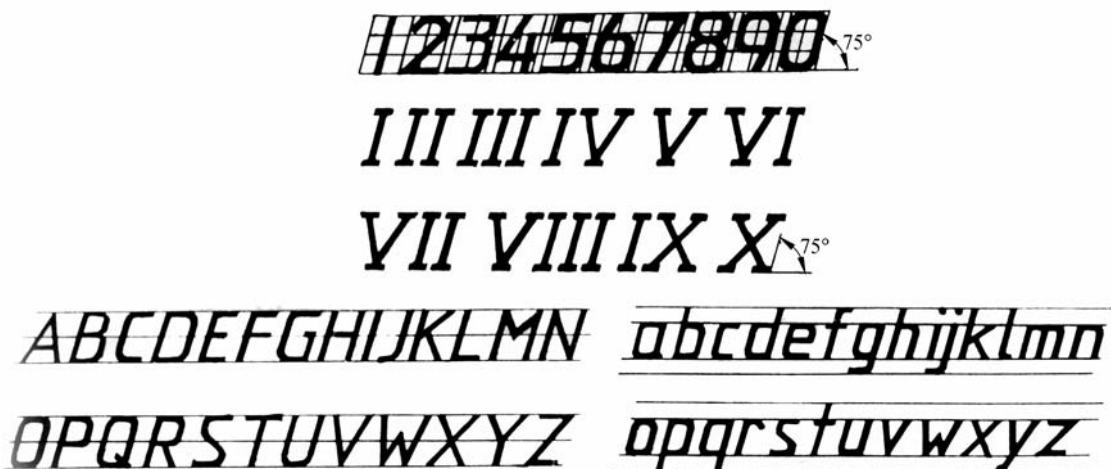 1234567890 75°
I II III IV V VI
VII VIII IX X 75°
ABCDEFGHIJKLMN
abcdefghijklmn
OPQRSTUVWXYZ
opqrstuvwxyz